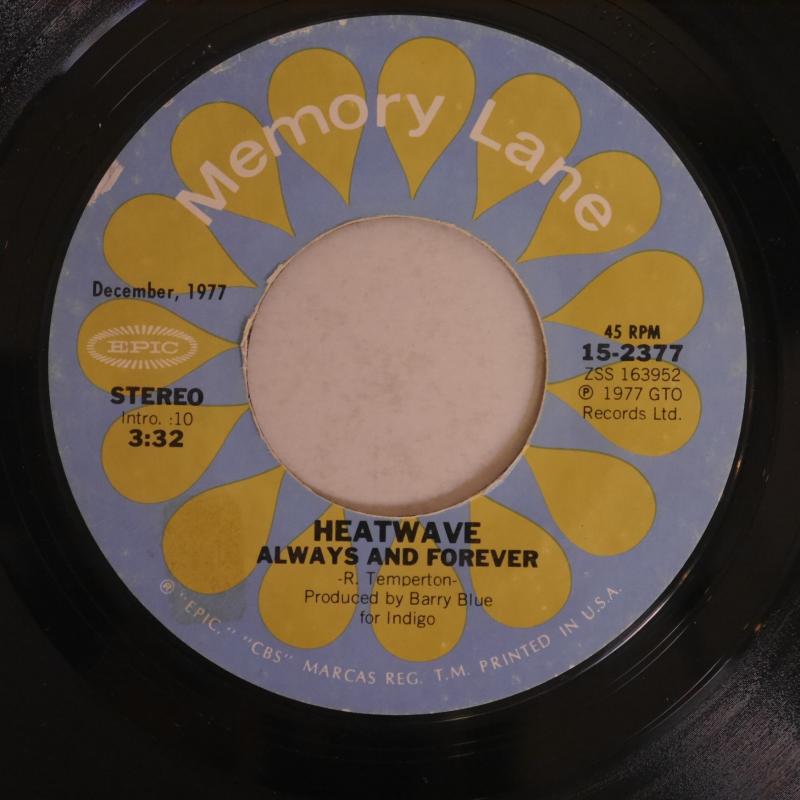 Memory Lane
December, 1977
EPIC
STEREO
Intro. :10
3:32
45 RPM
15-2377
ZSS 163952
℗ 1977 GTO
Records Ltd.
HEATWAVE
ALWAYS AND FOREVER
-R. Temperton-
Produced by Barry Blue
for Indigo
® "EPIC," "CBS" MARCAS REG. T.M. PRINTED IN U.S.A.